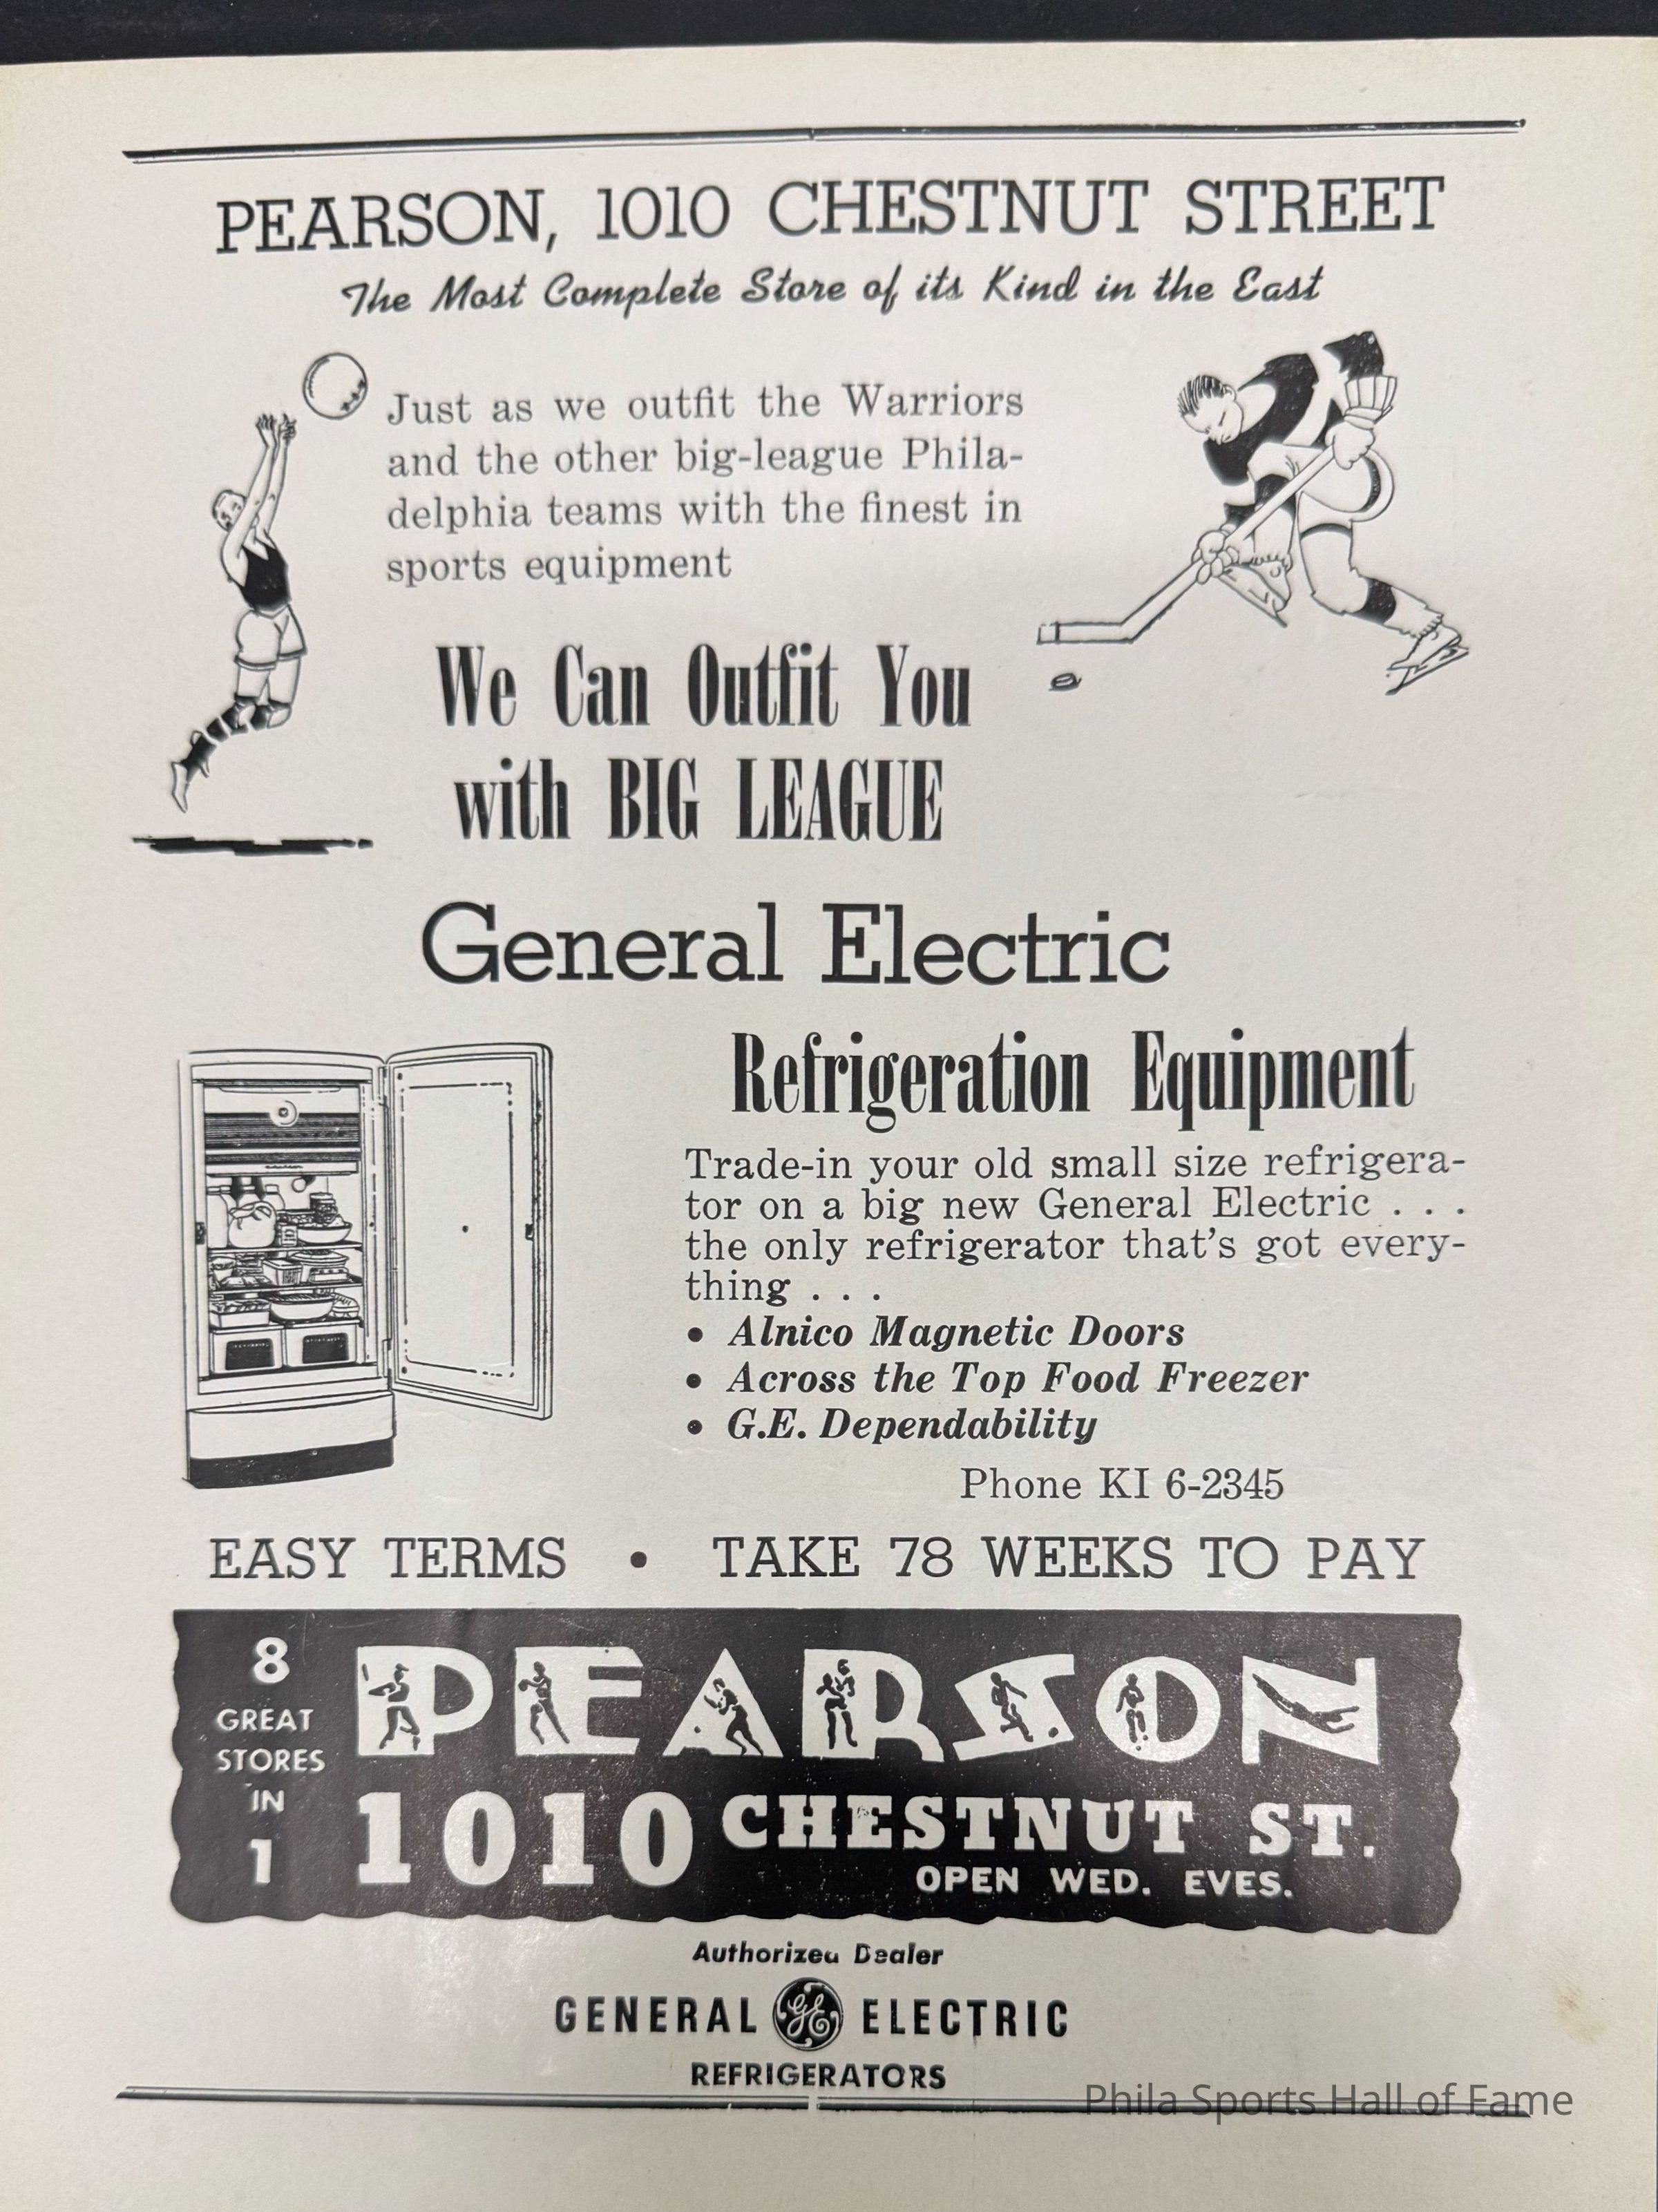 PEARSON, 1010 CHESTNUT STREET
The Most Complete Store of its Kind in the East
Just as we outfit the Warriors
and the other big-league Phila-
delphia teams with the finest in
sports equipment
We Can Outfit You
with BIG LEAGUE
General Electric
Refrigeration Equipment
Trade-in your old small size refrigera-
tor on a big new General Electric . . .
the only refrigerator that's got every-
thing . . .
• Alnico Magnetic Doors
• Across the Top Food Freezer
• G.E. Dependability
Phone KI 6-2345
EASY TERMS • TAKE 78 WEEKS TO PAY
8
GREAT
STORES
IN
1
PEARSON
1010 CHESTNUT ST.
OPEN WED. EVES.
Authorized Dealer
GENERAL GE ELECTRIC
REFRIGERATORS
Phila Sports Hall of Fame